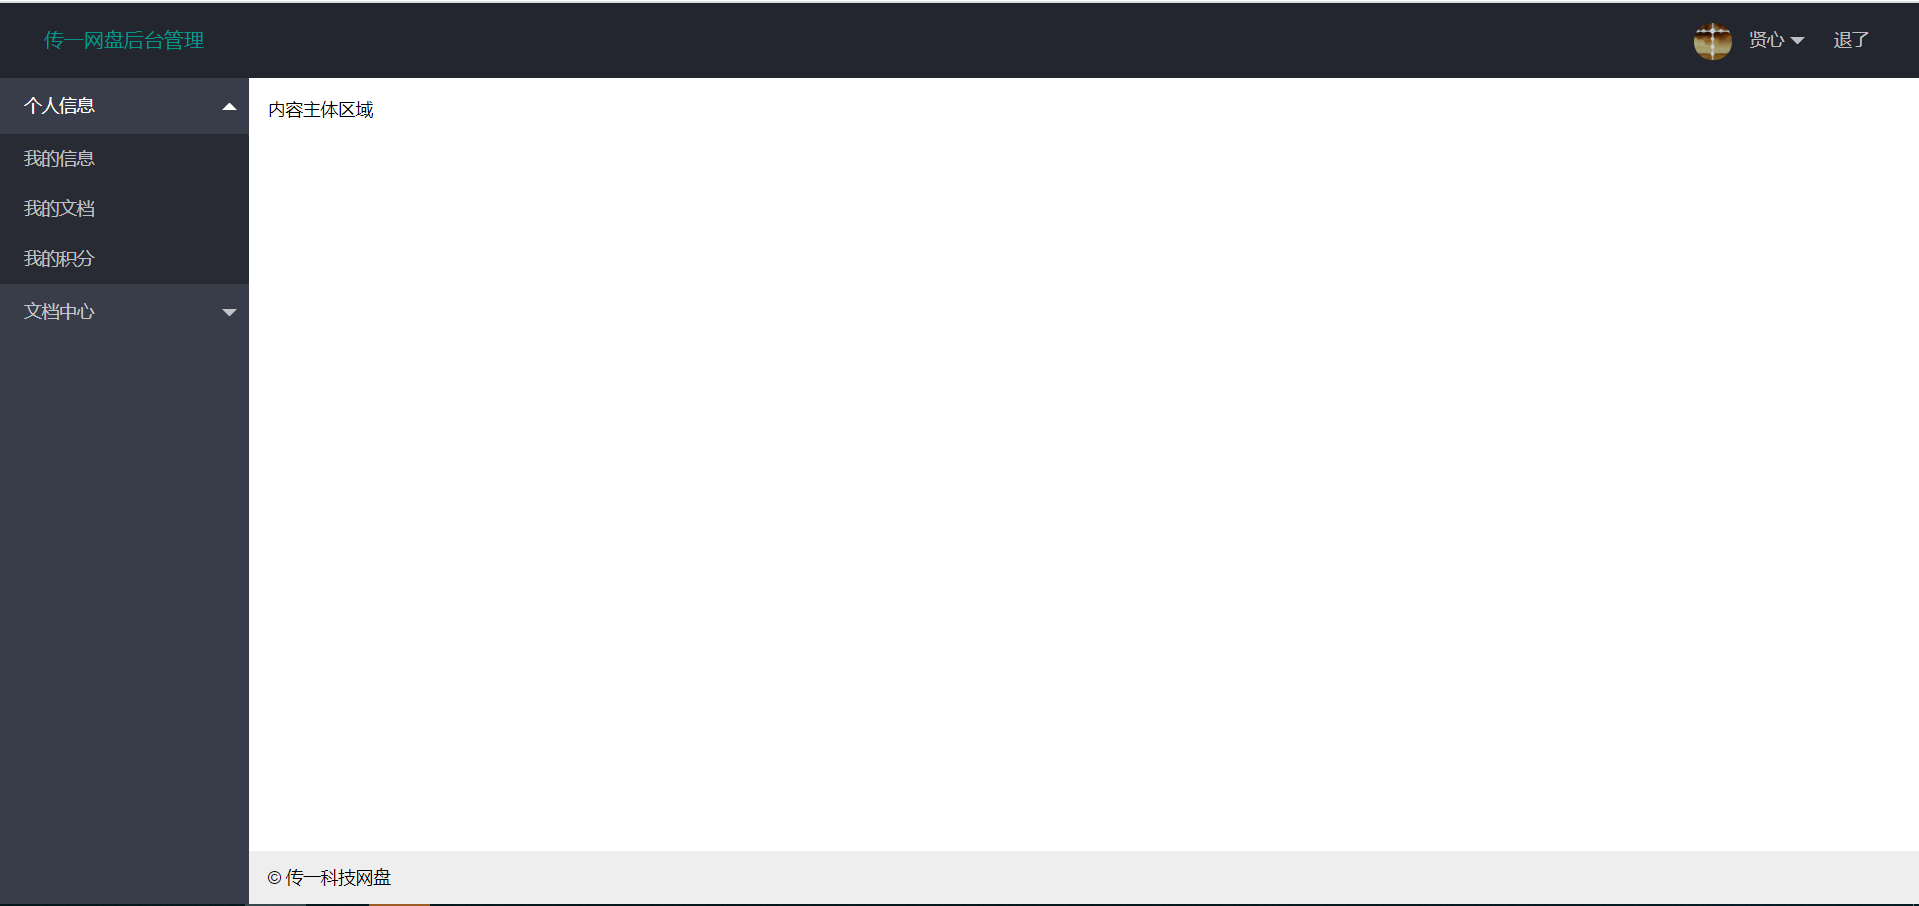 传一网盘后台管理
贤心
退了
个人信息
我的信息
我的文档
我的积分
文档中心
内容主体区域
© 传一科技网盘